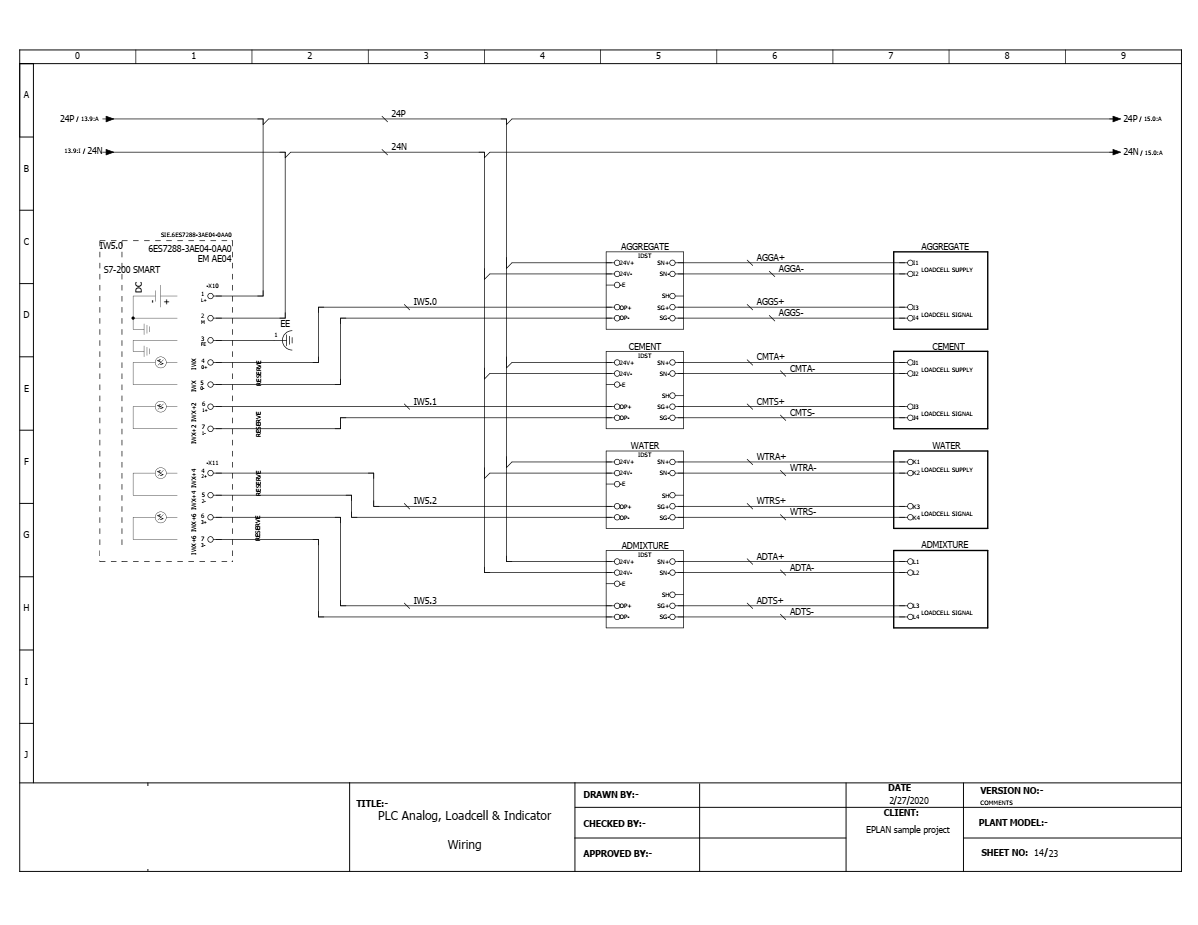 0 1 2 3 4 5 6 7 8 9
A
24P / 13.9:A 24P 24P / 15.0:A
13.9:I / 24N 24N 24N / 15.0:A
B
C
SIE.6ES7288-3AE04-0AA0
IW5.0 6ES7288-3AE04-0AA0
EM AE04
S7-200 SMART
DC
- +
-X10
1 L+
2 M
3 PE
EE
1
IWX 4 0+
RESERVE
IWX 5 0-
IWX+2 6 1+
RESERVE
IWX+2 7 1-
-X11
IWX+4 4 2+
RESERVE
IWX+4 5 2-
IWX+6 6 3+
RESERVE
IWX+6 7 3-
AGGREGATE AGGREGATE
IDST
24V+ SN+ AGGA+ J1
LOADCELL SUPPLY
24V- SN- AGGA- J2
E
SH
D
IW5.0 OP+ SG+ AGGS+ J3
LOADCELL SIGNAL
OP- SG- AGGS- J4
CEMENT CEMENT
IDST
24V+ SN+ CMTA+ J1
LOADCELL SUPPLY
24V- SN- CMTA- J2
E
E
SH
IW5.1 OP+ SG+ CMTS+ J3
LOADCELL SIGNAL
OP- SG- CMTS- J4
WATER WATER
IDST
F
24V+ SN+ WTRA+ K1
LOADCELL SUPPLY
24V- SN- WTRA- K2
E
SH
IW5.2 OP+ SG+ WTRS+ K3
LOADCELL SIGNAL
OP- SG- WTRS- K4
G
ADMIXTURE ADMIXTURE
IDST
24V+ SN+ ADTA+ L1
24V- SN- ADTA- L2
E
SH
H
IW5.3 OP+ SG+ ADTS+ L3
LOADCELL SIGNAL
OP- SG- ADTS- L4
I
J
TITLE:-
PLC Analog, Loadcell & Indicator
Wiring
DRAWN BY:-
CHECKED BY:-
APPROVED BY:-
DATE
2/27/2020
CLIENT:
EPLAN sample project
VERSION NO:-
COMMENTS
PLANT MODEL:-
SHEET NO: 14/23